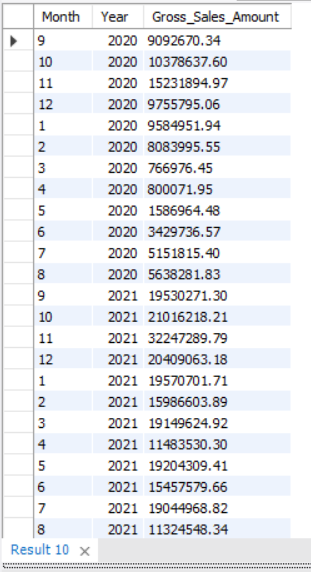 Month Year Gross_Sales_Amount
9 2020 9092670.34
10 2020 10378637.60
11 2020 15231894.97
12 2020 9755795.06
1 2020 9584951.94
2 2020 8083995.55
3 2020 766976.45
4 2020 800071.95
5 2020 1586964.48
6 2020 3429736.57
7 2020 5151815.40
8 2020 5638281.83
9 2021 19530271.30
10 2021 21016218.21
11 2021 32247289.79
12 2021 20409063.18
1 2021 19570701.71
2 2021 15986603.89
3 2021 19149624.92
4 2021 11483530.30
5 2021 19204309.41
6 2021 15457579.66
7 2021 19044968.82
8 2021 11324548.34
Result 10 ×